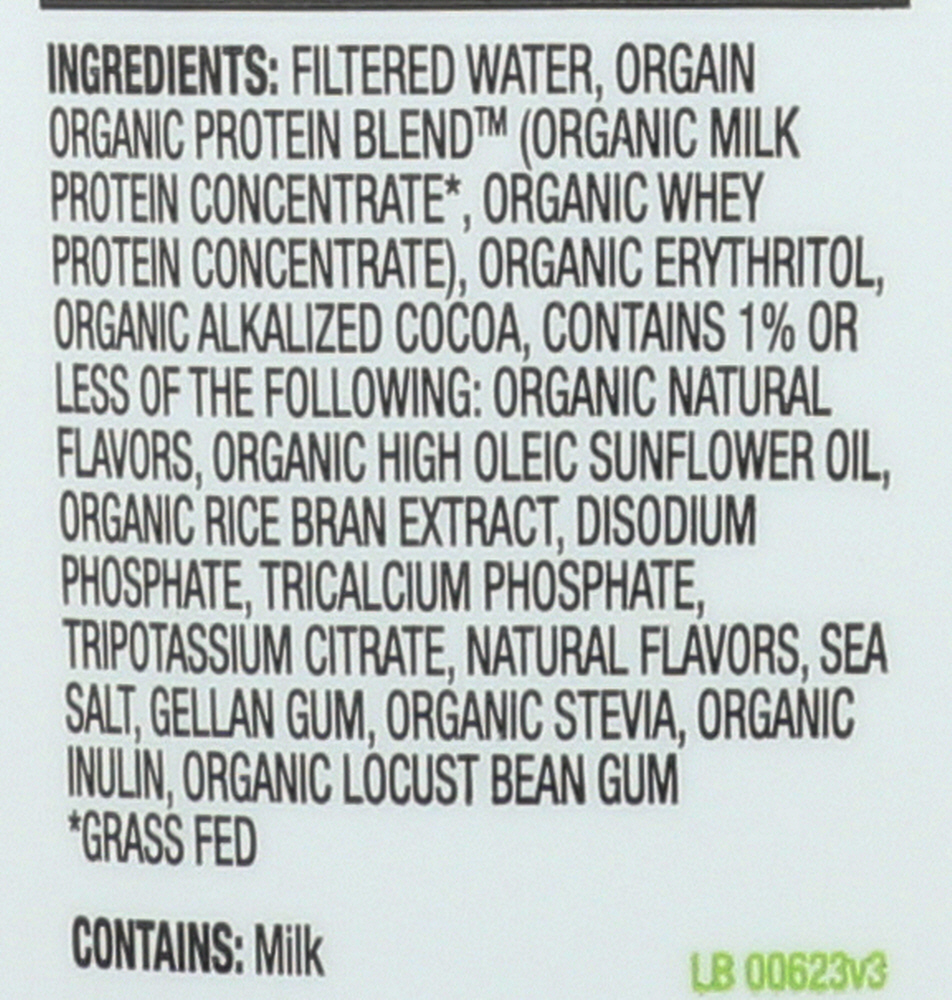 INGREDIENTS: FILTERED WATER, ORGAIN
ORGANIC PROTEIN BLEND™ (ORGANIC MILK
PROTEIN CONCENTRATE*, ORGANIC WHEY
PROTEIN CONCENTRATE), ORGANIC ERYTHRITOL,
ORGANIC ALKALIZED COCOA, CONTAINS 1% OR
LESS OF THE FOLLOWING: ORGANIC NATURAL
FLAVORS, ORGANIC HIGH OLEIC SUNFLOWER OIL,
ORGANIC RICE BRAN EXTRACT, DISODIUM
PHOSPHATE, TRICALCIUM PHOSPHATE,
TRIPOTASSIUM CITRATE, NATURAL FLAVORS, SEA
SALT, GELLAN GUM, ORGANIC STEVIA, ORGANIC
INULIN, ORGANIC LOCUST BEAN GUM
*GRASS FED
CONTAINS: Milk
LB 00623v3